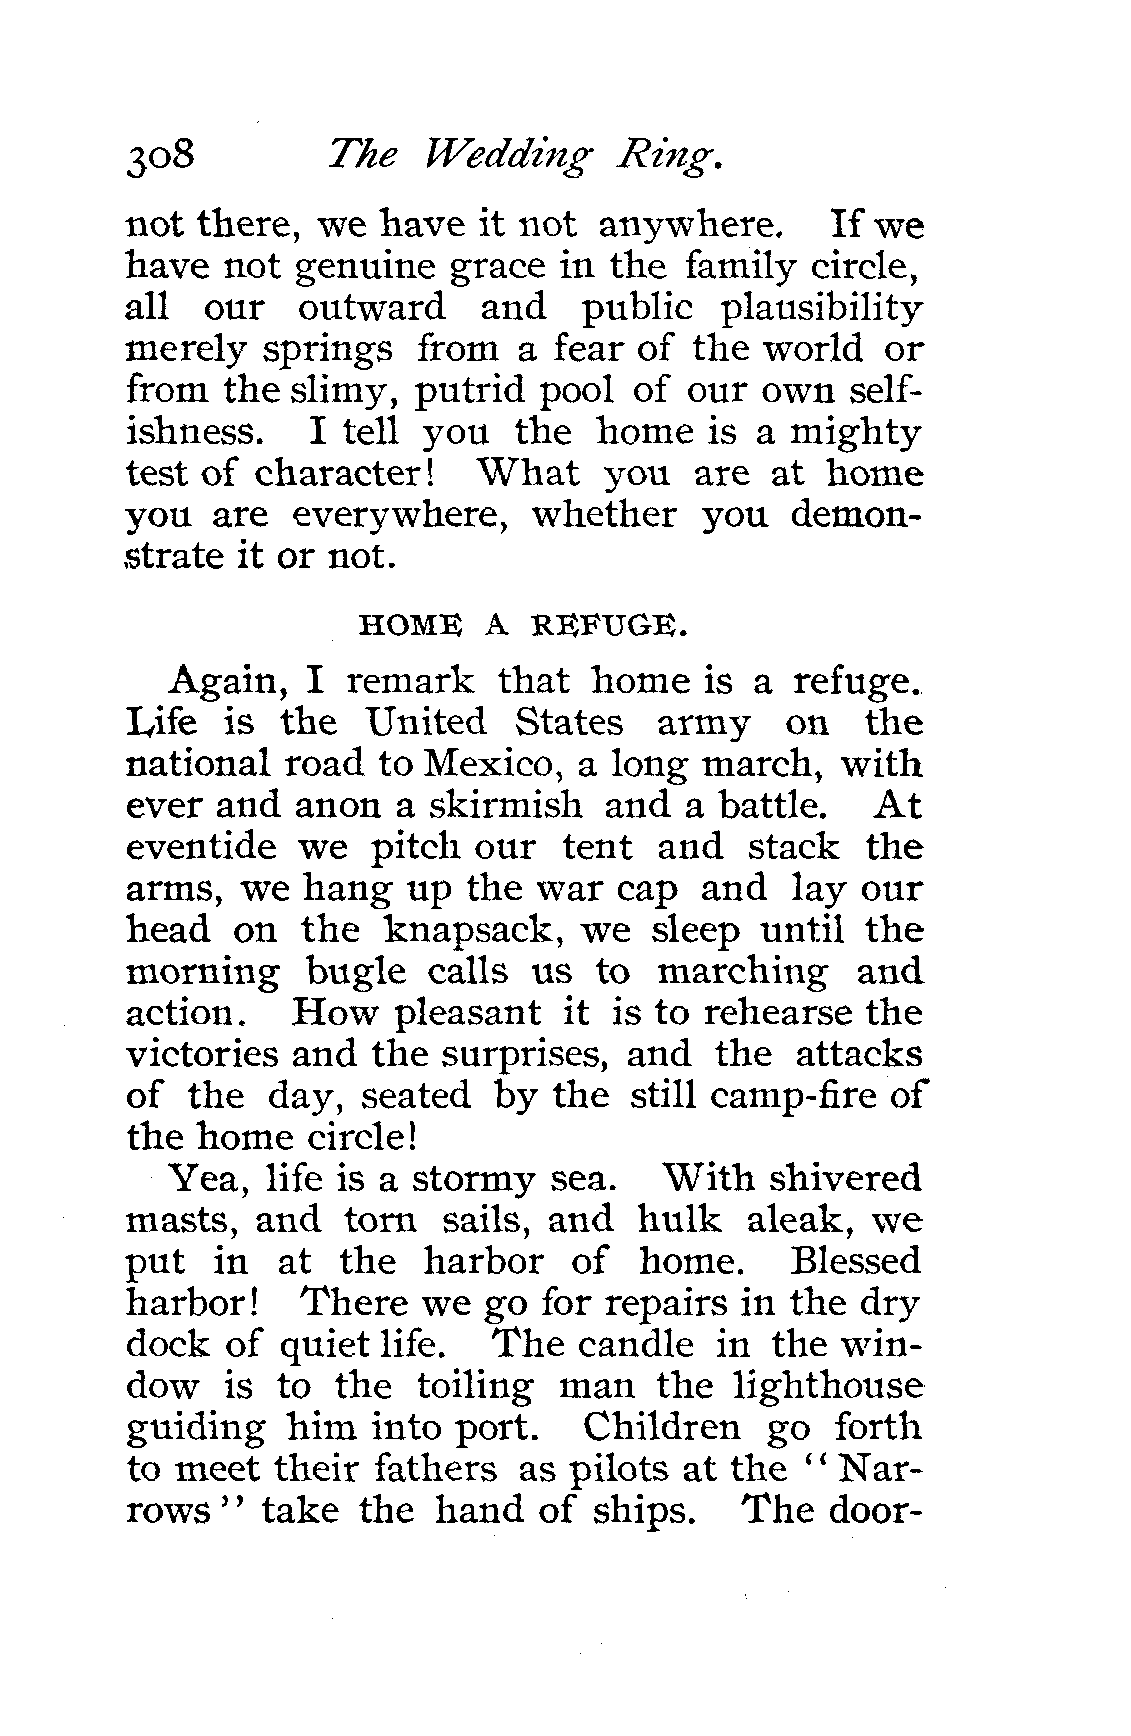 308 The Wedding Ring.
not there, we have it not anywhere. If we
have not genuine grace in the family circle,
all our outward and public plausibility
merely springs from a fear of the world or
from the slimy, putrid pool of our own self-
ishness. I tell you the home is a mighty
test of character! What you are at home
you are everywhere, whether you demon-
strate it or not.
HOME A REFUGE.
Again, I remark that home is a refuge.
Life is the United States army on the
national road to Mexico, a long march, with
ever and anon a skirmish and a battle. At
eventide we pitch our tent and stack the
arms, we hang up the war cap and lay our
head on the knapsack, we sleep until the
morning bugle calls us to marching and
action. How pleasant it is to rehearse the
victories and the surprises, and the attacks
of the day, seated by the still camp-fire of
the home circle!
Yea, life is a stormy sea. With shivered
masts, and torn sails, and hulk aleak, we
put in at the harbor of home. Blessed
harbor! There we go for repairs in the dry
dock of quiet life. The candle in the win-
dow is to the toiling man the lighthouse
guiding him into port. Children go forth
to meet their fathers as pilots at the "Nar-
rows" take the hand of ships. The door-